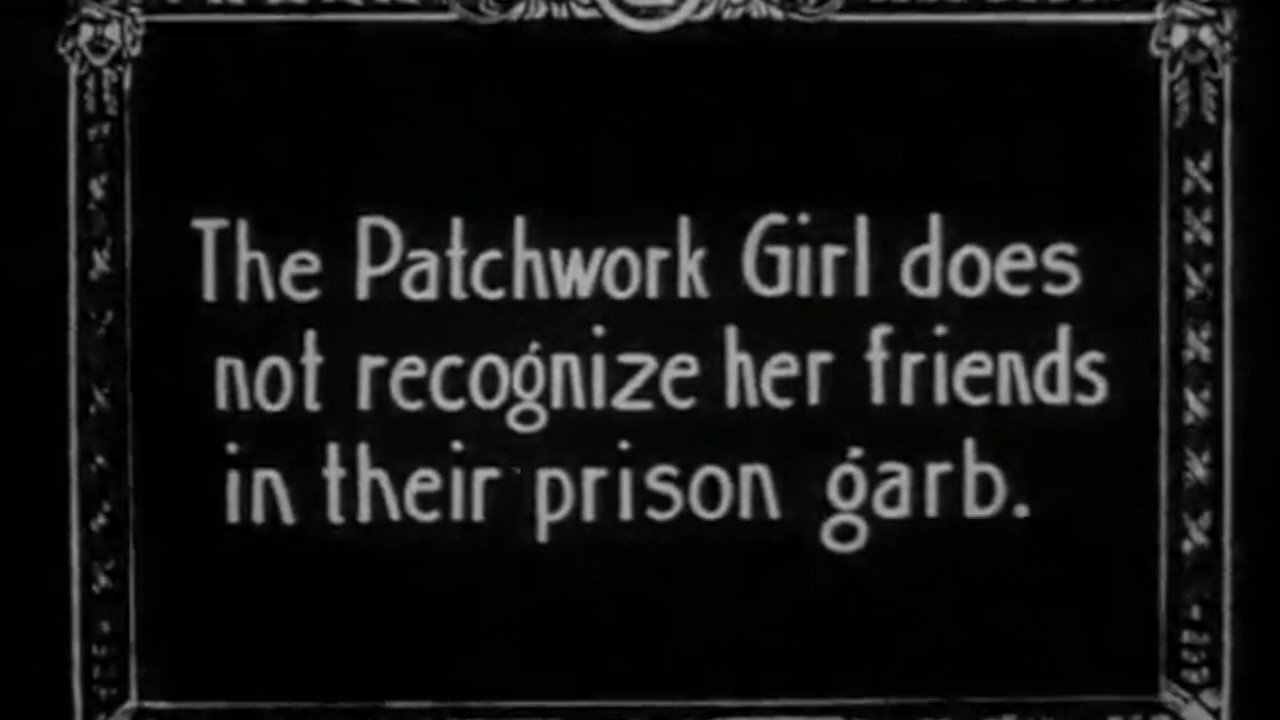 The Patchwork Girl does
not recognize her friends
in their prison garb.